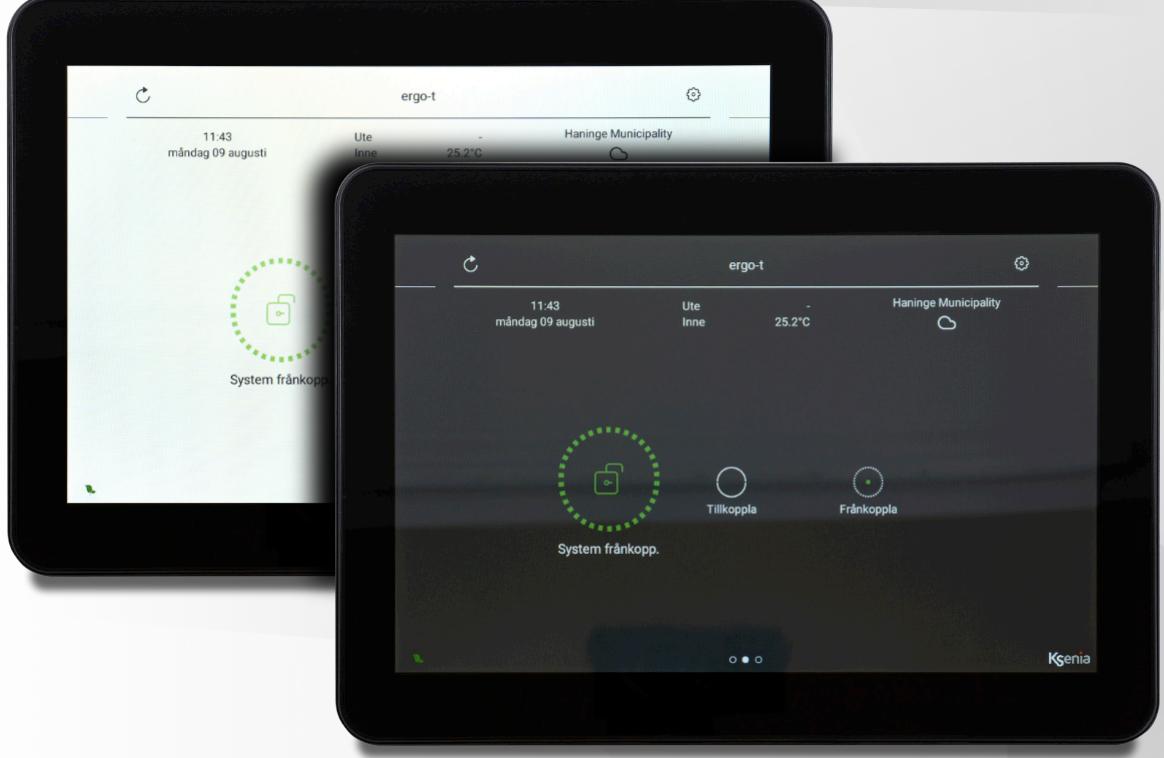 ergo-t
11:43
måndag 09 augusti
Ute -
Inne 25.2°C
Haninge Municipality
System frånkopp.
ergo-t
11:43
måndag 09 augusti
Ute -
Inne 25.2°C
Haninge Municipality
System frånkopp.
Tillkoppla
Frånkoppla
Ksenia